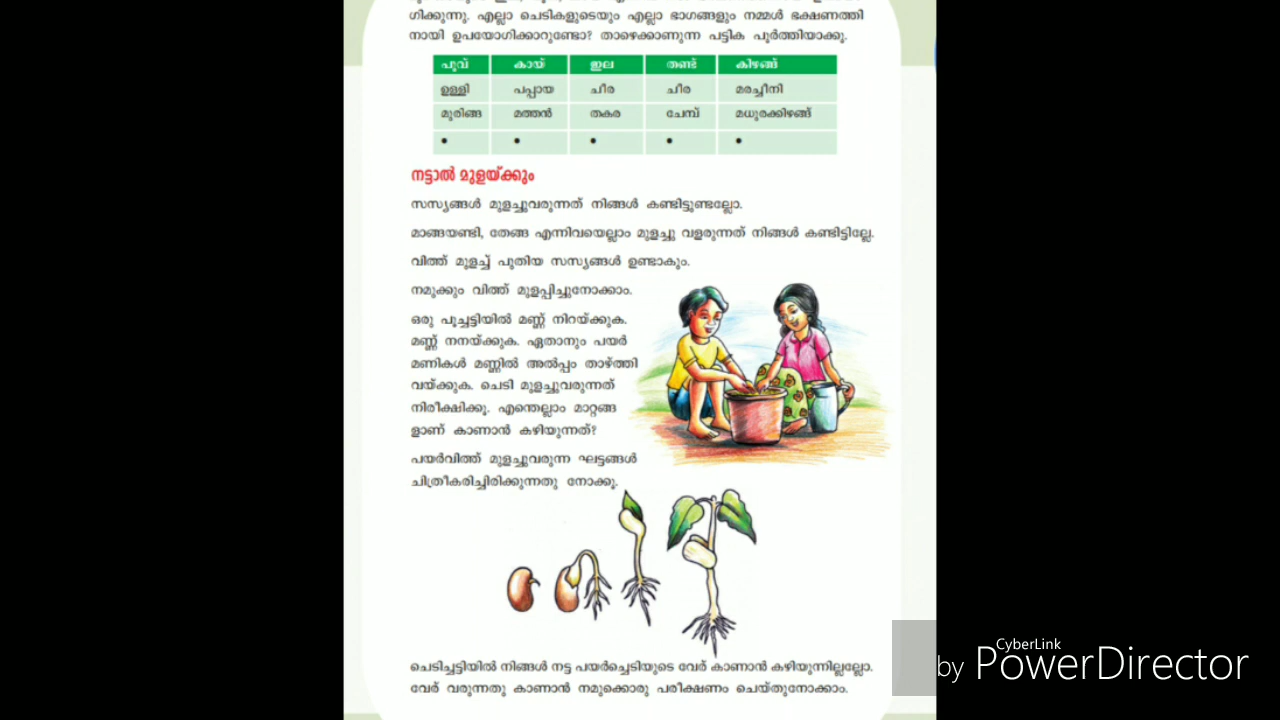 ഗിക്കുന്നു. എല്ലാ ചെടികളുടെയും എല്ലാ ഭാഗങ്ങളും നമ്മൾ ഭക്ഷണത്തി
നായി ഉപയോഗിക്കാറുണ്ടോ? താഴെക്കാണുന്ന പട്ടിക പൂർത്തിയാക്കൂ.
പൂവ് കായ് ഇല തണ്ട് കിഴങ്ങ്
ഉള്ളി പപ്പായ ചീര ചീര മരച്ചീനി
മുരിങ്ങ മത്തൻ തകര ചേമ്പ് മധുരക്കിഴങ്ങ്
• • • • •
നട്ടാൽ മുളയ്ക്കും
സസ്യങ്ങൾ മുളച്ചുവരുന്നത് നിങ്ങൾ കണ്ടിട്ടുണ്ടല്ലോ.
മാങ്ങയണ്ടി, തേങ്ങ എന്നിവയെല്ലാം മുളച്ചു വളരുന്നത് നിങ്ങൾ കണ്ടിട്ടില്ലേ.
വിത്ത് മുളച്ച് പുതിയ സസ്യങ്ങൾ ഉണ്ടാകും.
നമുക്കും വിത്ത് മുളപ്പിച്ചുനോക്കാം.
ഒരു പൂച്ചട്ടിയിൽ മണ്ണ് നിറയ്ക്കുക.
മണ്ണ് നനയ്ക്കുക. ഏതാനും പയർ
മണികൾ മണ്ണിൽ അൽപ്പം താഴ്ത്തി
വയ്ക്കുക. ചെടി മുളച്ചുവരുന്നത്
നിരീക്ഷിക്കൂ. എന്തെല്ലാം മാറ്റങ്ങ
ളാണ് കാണാൻ കഴിയുന്നത്?
പയർവിത്ത് മുളച്ചുവരുന്ന ഘട്ടങ്ങൾ
ചിത്രീകരിച്ചിരിക്കുന്നതു നോക്കൂ.
ചെടിച്ചട്ടിയിൽ നിങ്ങൾ നട്ട പയർച്ചെടിയുടെ വേര് കാണാൻ കഴിയുന്നില്ലല്ലോ.
വേര് വരുന്നതു കാണാൻ നമുക്കൊരു പരീക്ഷണം ചെയ്തുനോക്കാം.
CyberLink
by PowerDirector